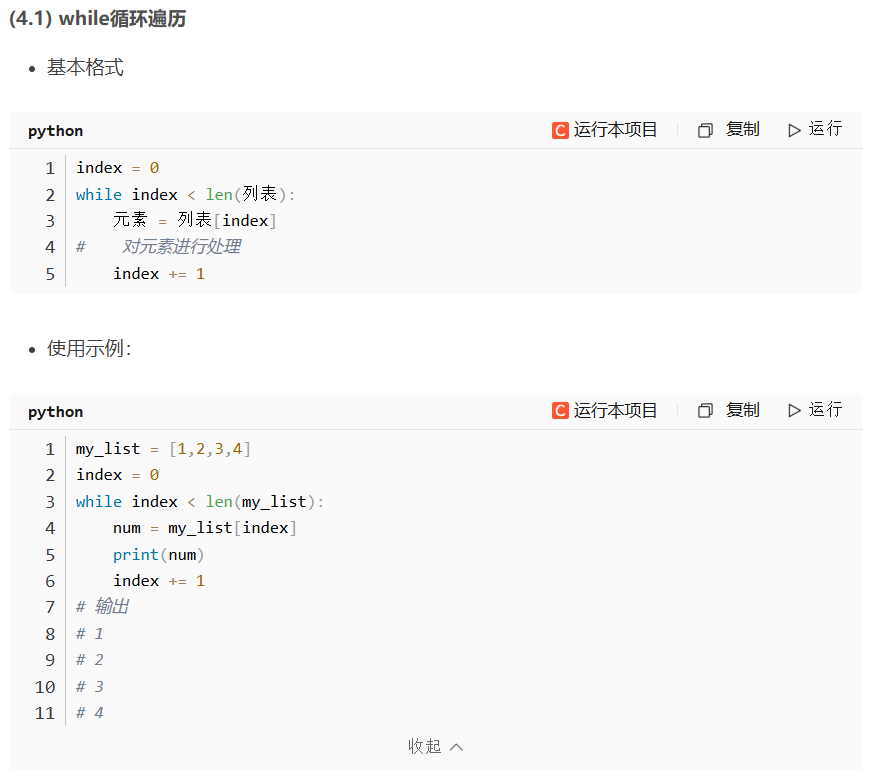 (4.1) while循环遍历
• 基本格式
python C 运行本项目 复制 运行
1 index = 0
2 while index < len(列表):
3     元素 = 列表[index]
4 #    对元素进行处理
5     index += 1
• 使用示例：
python C 运行本项目 复制 运行
1 my_list = [1,2,3,4]
2 index = 0
3 while index < len(my_list):
4     num = my_list[index]
5     print(num)
6     index += 1
7 # 输出
8 # 1
9 # 2
10 # 3
11 # 4
收起